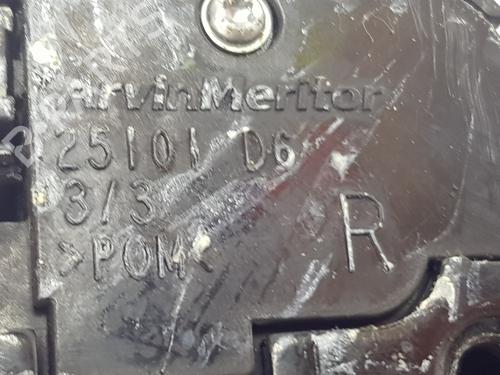 ArvinMeritor
25101 D6
3/3
>POM<
R